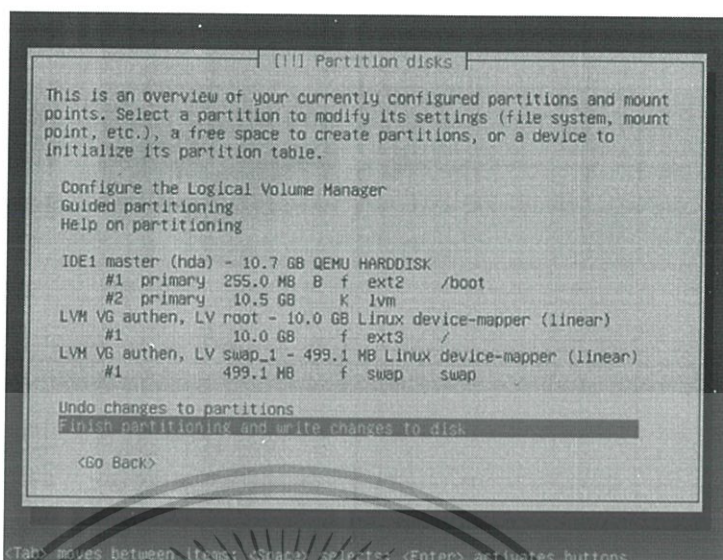 [!!] Partition disks
This is an overview of your currently configured partitions and mount
points. Select a partition to modify its settings (file system, mount
point, etc.), a free space to create partitions, or a device to
initialize its partition table.
Configure the Logical Volume Manager
Guided partitioning
Help on partitioning
IDE1 master (hda) - 10.7 GB QEMU HARDDISK
#1 primary 255.0 MB B f ext2 /boot
#2 primary 10.5 GB K lvm
LVM VG authen, LV root - 10.0 GB Linux device-mapper (linear)
#1 10.0 GB f ext3 /
LVM VG authen, LV swap_1 - 499.1 MB Linux device-mapper (linear)
#1 499.1 MB f swap swap
Undo changes to partitions
Finish partitioning and write changes to disk
<Go Back>
<Tab> moves between items; <Space> selects; <Enter> activates buttons